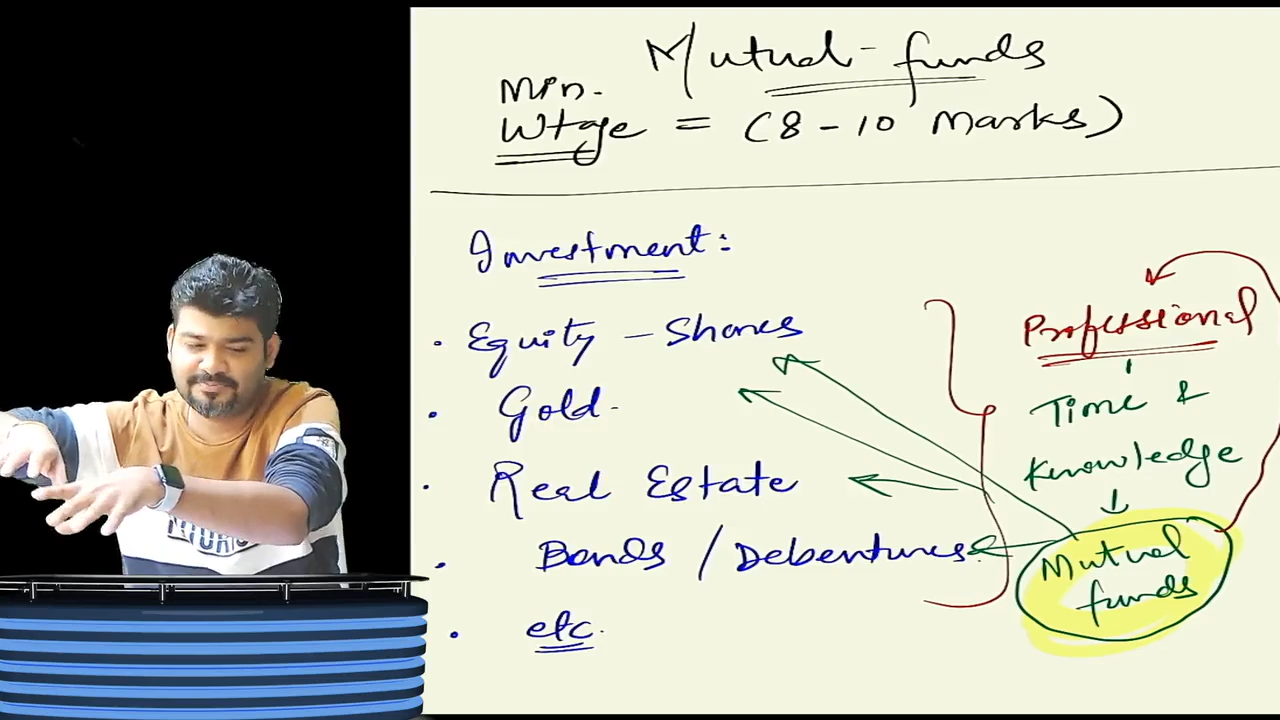 Mutual-funds
Min.
Wtage = (8-10 Marks)
Investment:
• Equity - Shares
• Gold.
• Real Estate
• Bonds / Debentures.
• etc.
Professional
Time &
Knowledge
Mutual
funds